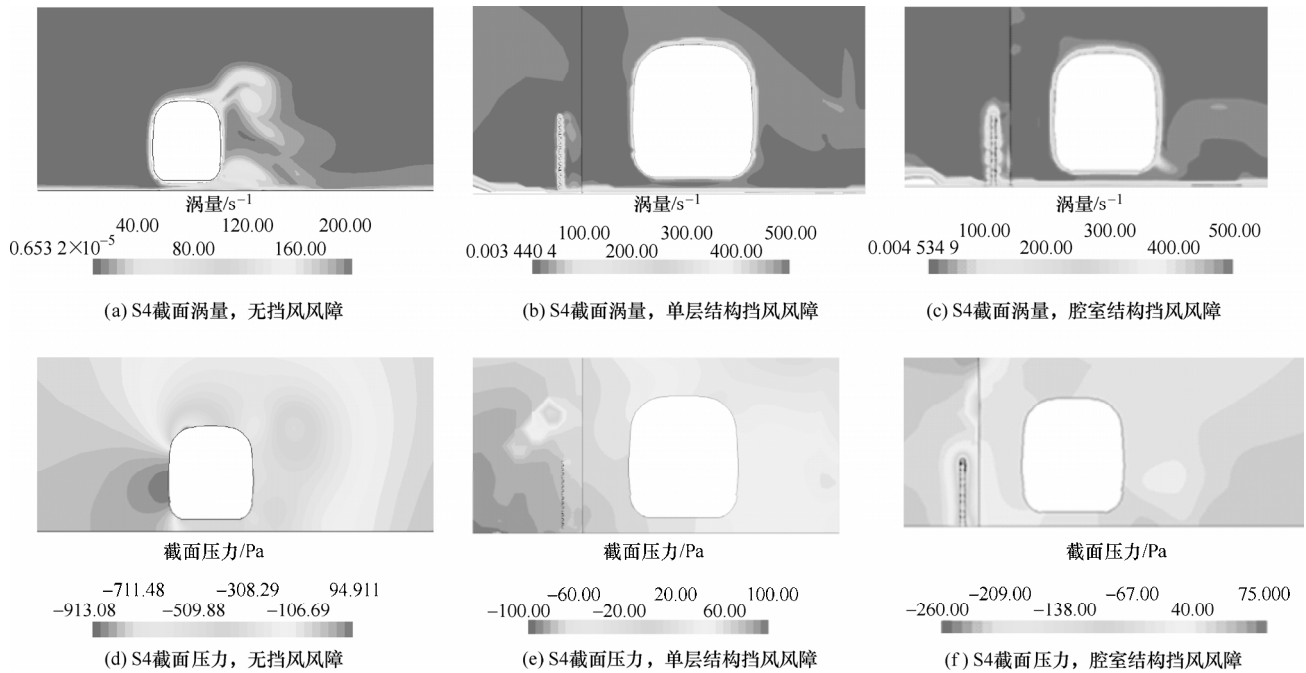 涡量/s⁻¹
40.00 120.00 200.00
0.653 2×10⁻⁵ 80.00 160.00
(a) S4截面涡量，无挡风风障
涡量/s⁻¹
100.00 300.00 500.00
0.003 440 4 200.00 400.00
(b) S4截面涡量，单层结构挡风风障
涡量/s⁻¹
100.00 300.00 500.00
0.004 534 9 200.00 400.00
(c) S4截面涡量，腔室结构挡风风障
截面压力/Pa
−711.48 −308.29 94.911
−913.08 −509.88 −106.69
(d) S4截面压力，无挡风风障
截面压力/Pa
−60.00 20.00 100.00
−100.00 −20.00 60.00
(e) S4截面压力，单层结构挡风风障
截面压力/Pa
−209.00 −67.00 75.000
−260.00 −138.00 40.00
(f) S4截面压力，腔室结构挡风风障